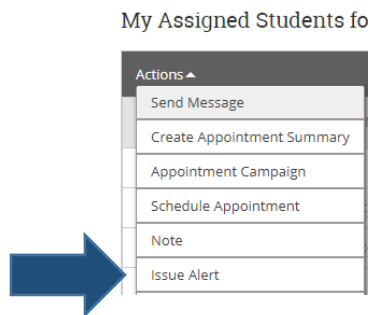 My Assigned Students fo
Actions
Send Message
Create Appointment Summary
Appointment Campaign
Schedule Appointment
Note
Issue Alert